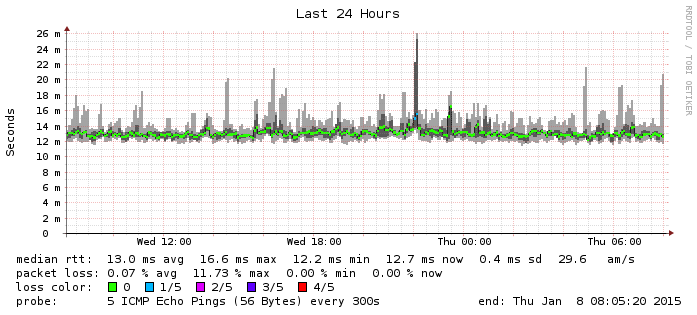 Last 24 Hours
RRDTOOL / TOBI OETIKER
Seconds
26 m
24 m
22 m
20 m
18 m
16 m
14 m
12 m
10 m
8 m
6 m
4 m
2 m
0
Wed 12:00 Wed 18:00 Thu 00:00 Thu 06:00
median rtt: 13.0 ms avg 16.6 ms max 12.2 ms min 12.7 ms now 0.4 ms sd 29.6 am/s
packet loss: 0.07 % avg 11.73 % max 0.00 % min 0.00 % now
loss color: 0 1/5 2/5 3/5 4/5
probe: 5 ICMP Echo Pings (56 Bytes) every 300s end: Thu Jan 8 08:05:20 2015